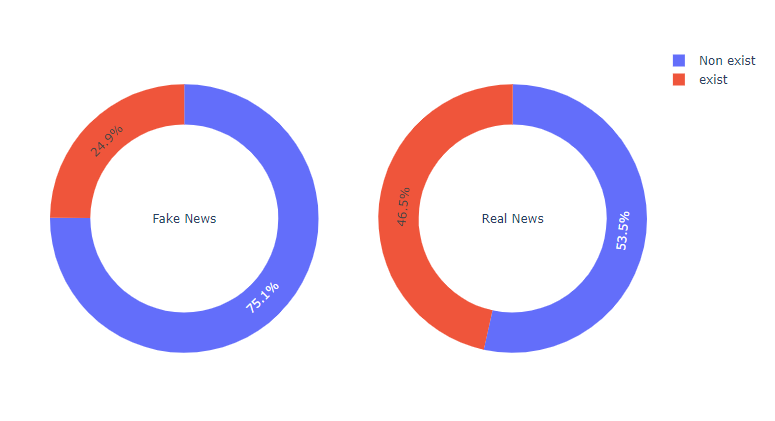 Non exist
exist
24.9%
75.1%
Fake News
46.5%
53.5%
Real News